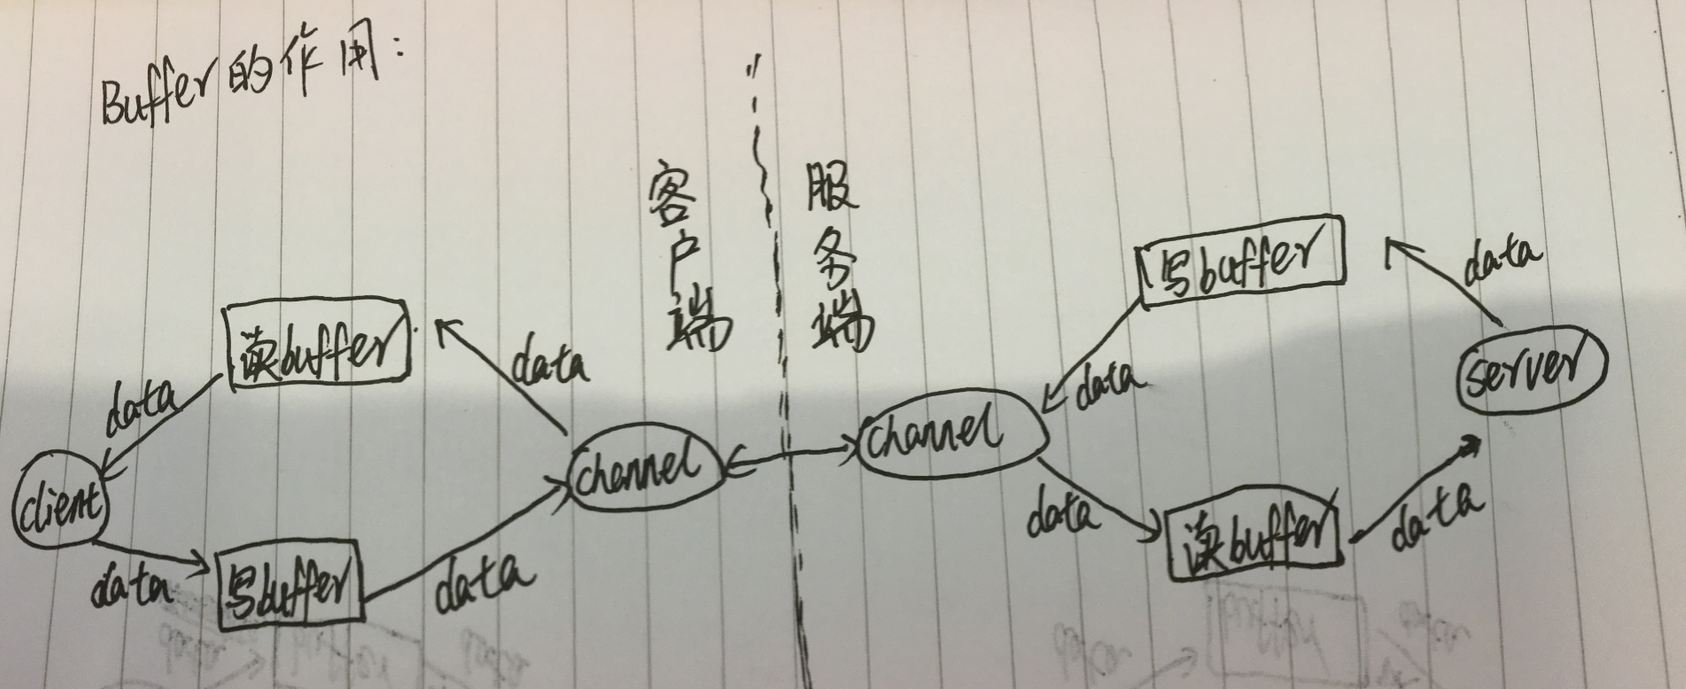 Buffer的作用:
客户端
服务端
写buffer
data
server
读buffer
data
data
data
channel
channel
client
data
data
读buffer
data
写buffer
data